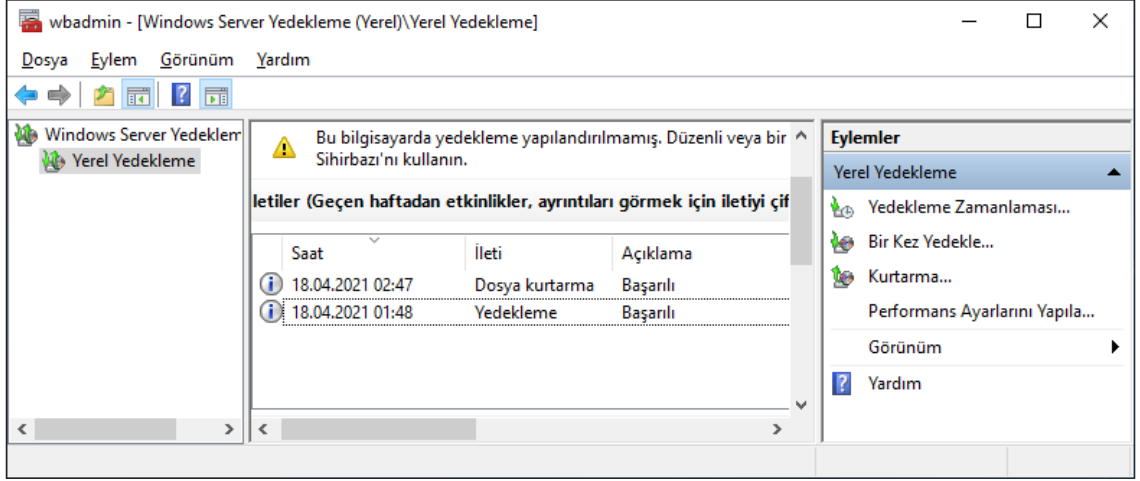 wbadmin - [Windows Server Yedekleme (Yerel)\Yerel Yedekleme]
Dosya Eylem Görünüm Yardım
Windows Server Yedeklem
Yerel Yedekleme
Bu bilgisayarda yedekleme yapılandırılmamış. Düzenli veya bir
Sihirbazı'nı kullanın.
letiler (Geçen haftadan etkinlikler, ayrıntıları görmek için iletiyi çif
Saat İleti Açıklama
18.04.2021 02:47 Dosya kurtarma Başarılı
18.04.2021 01:48 Yedekleme Başarılı
Eylemler
Yerel Yedekleme
Yedekleme Zamanlaması...
Bir Kez Yedekle...
Kurtarma...
Performans Ayarlarını Yapıla...
Görünüm
Yardım